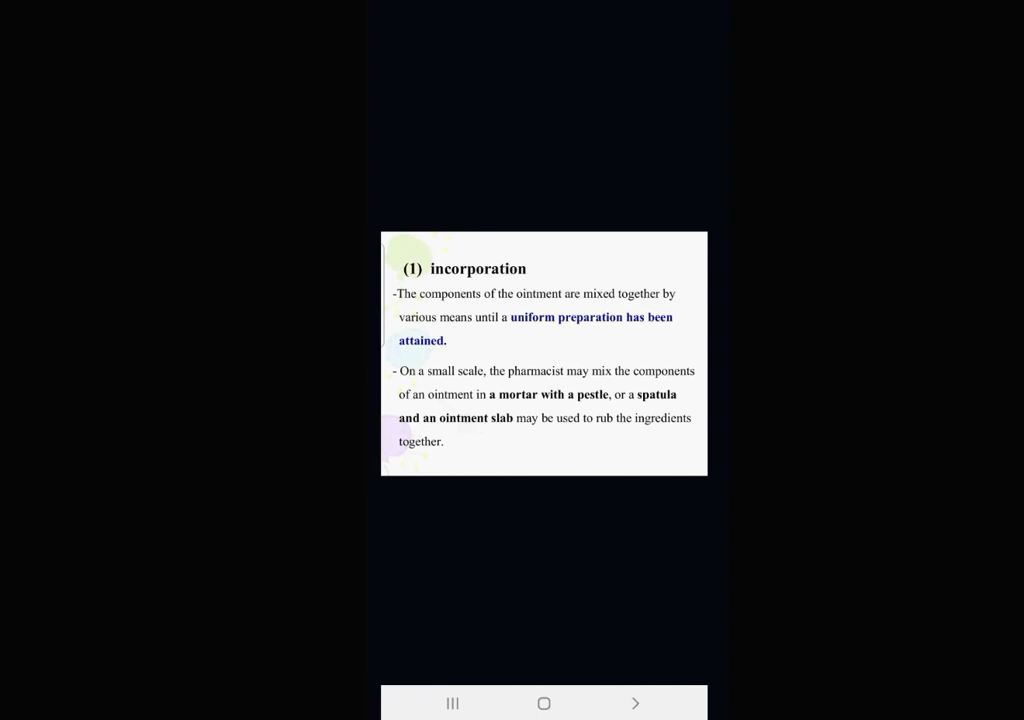 (1) incorporation
-The components of the ointment are mixed together by
various means until a uniform preparation has been
attained.
- On a small scale, the pharmacist may mix the components
of an ointment in a mortar with a pestle, or a spatula
and an ointment slab may be used to rub the ingredients
together.